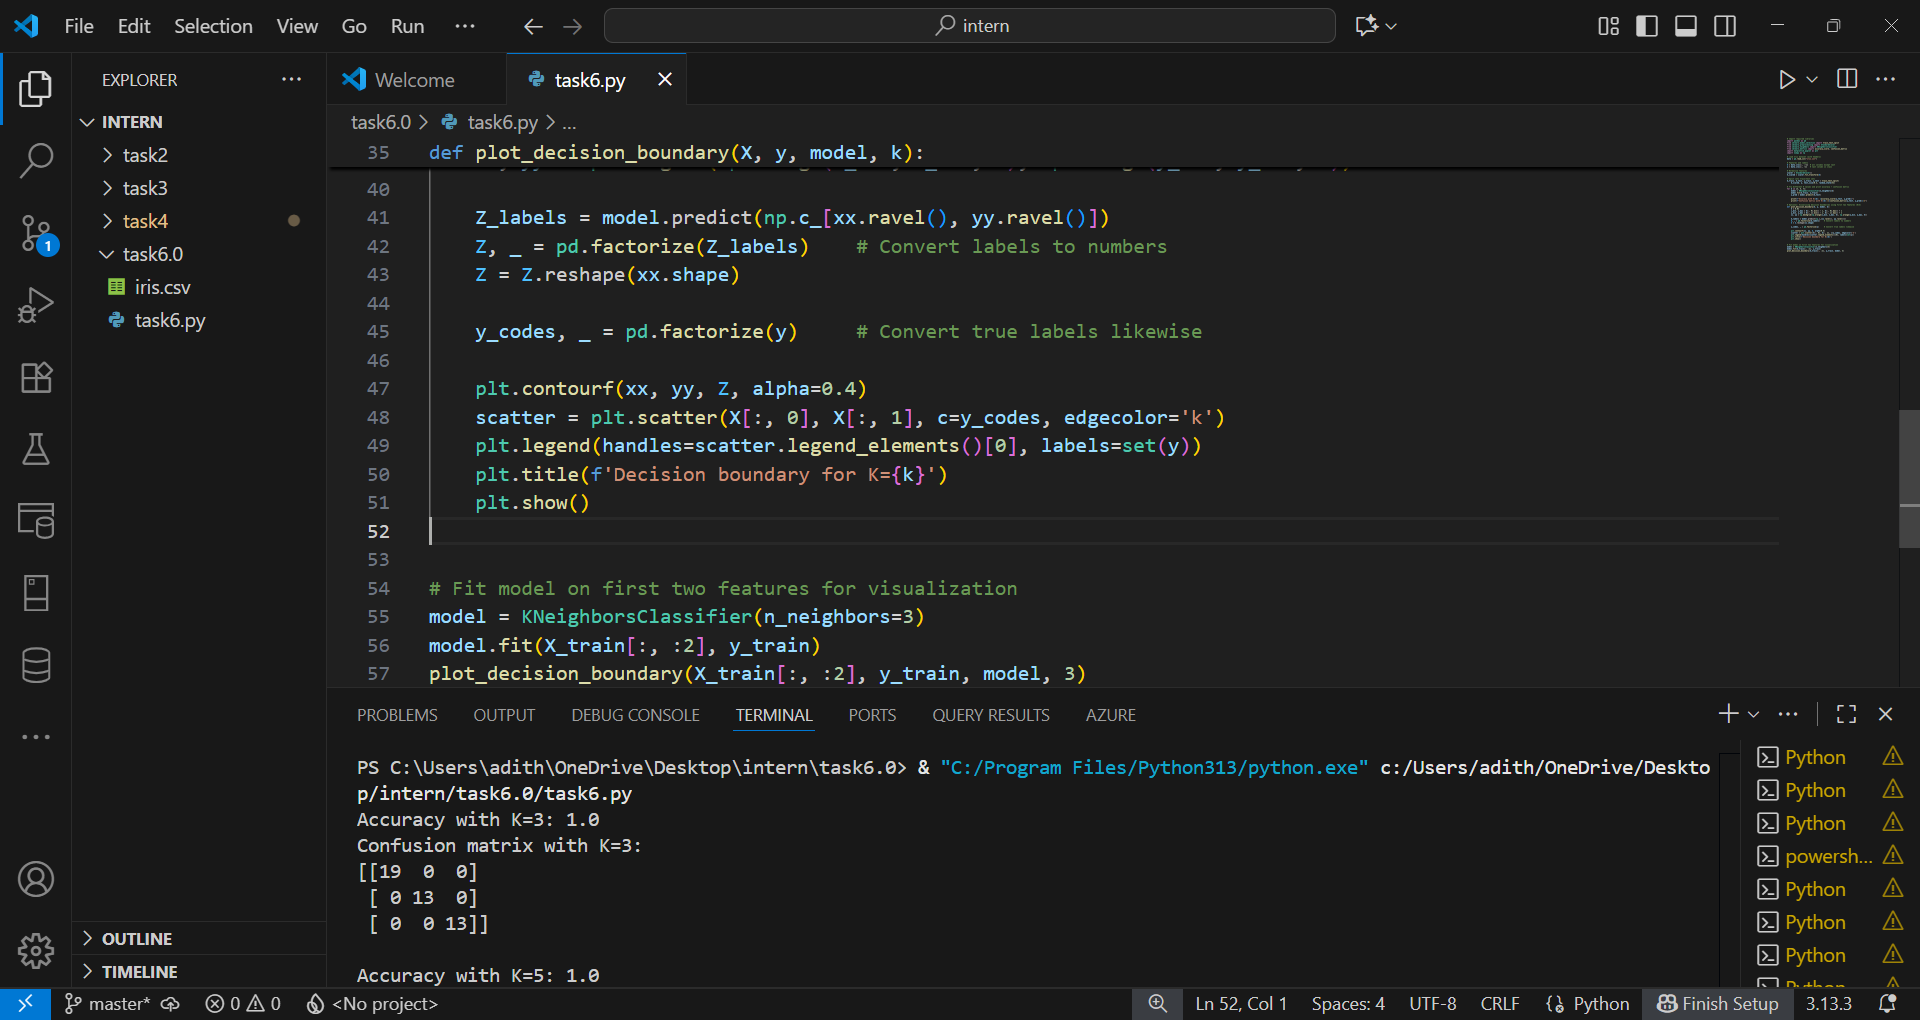 File Edit Selection View Go Run ··· intern
EXPLORER ···
INTERN
task2
task3
task4
task6.0
iris.csv
task6.py
OUTLINE
TIMELINE
1
Welcome task6.py
task6.0 > task6.py > ...
35 def plot_decision_boundary(X, y, model, k):
40
41 Z_labels = model.predict(np.c_[xx.ravel(), yy.ravel()])
42 Z, _ = pd.factorize(Z_labels)    # Convert labels to numbers
43 Z = Z.reshape(xx.shape)
44
45 y_codes, _ = pd.factorize(y)     # Convert true labels likewise
46
47 plt.contourf(xx, yy, Z, alpha=0.4)
48 scatter = plt.scatter(X[:, 0], X[:, 1], c=y_codes, edgecolor='k')
49 plt.legend(handles=scatter.legend_elements()[0], labels=set(y))
50 plt.title(f'Decision boundary for K={k}')
51 plt.show()
52
53
54 # Fit model on first two features for visualization
55 model = KNeighborsClassifier(n_neighbors=3)
56 model.fit(X_train[:, :2], y_train)
57 plot_decision_boundary(X_train[:, :2], y_train, model, 3)
PROBLEMS OUTPUT DEBUG CONSOLE TERMINAL PORTS QUERY RESULTS AZURE
PS C:\Users\adith\OneDrive\Desktop\intern\task6.0> & "C:/Program Files/Python313/python.exe" c:/Users/adith/OneDrive/Deskto
p/intern/task6.0/task6.py
Accuracy with K=3: 1.0
Confusion matrix with K=3:
[[19  0  0]
 [ 0 13  0]
 [ 0  0 13]]
Accuracy with K=5: 1.0
Python
Python
Python
powersh...
Python
Python
Python
master* 0 0 <No project> Ln 52, Col 1 Spaces: 4 UTF-8 CRLF Python Finish Setup 3.13.3